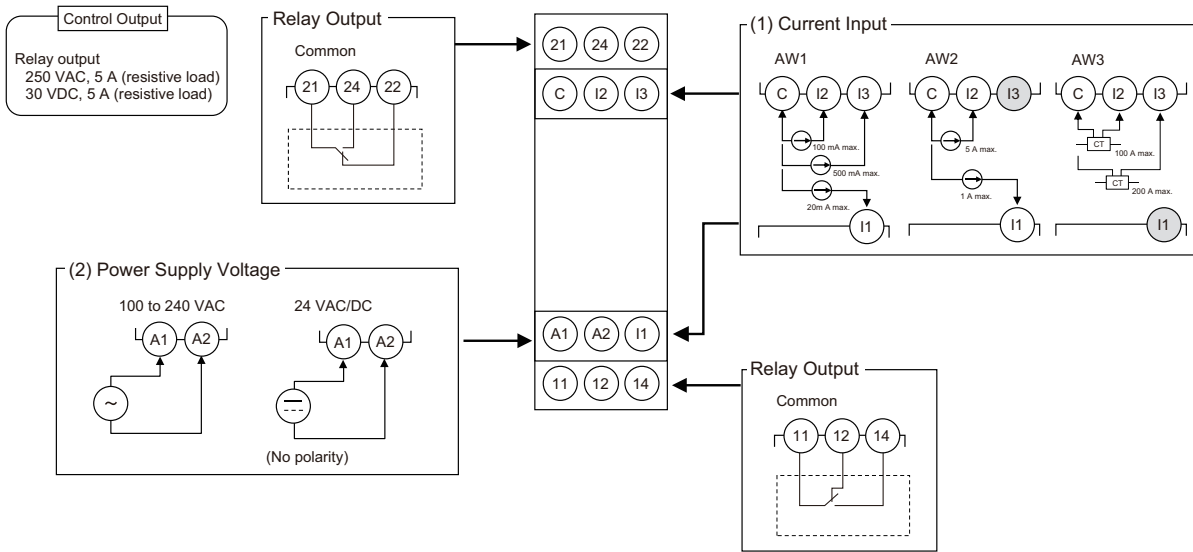 Control Output
Relay output
250 VAC, 5 A (resistive load)
30 VDC, 5 A (resistive load)
Relay Output
Common
21 24 22
21 24 22
C I2 I3
(1) Current Input
AW1 AW2 AW3
C I2 I3 C I2 I3 C I2 I3
100 mA max. 5 A max. CT 100 A max.
500 mA max. CT 200 A max.
20m A max. 1 A max.
I1 I1 I1
(2) Power Supply Voltage
100 to 240 VAC 24 VAC/DC
A1 A2 A1 A2
~
(No polarity)
A1 A2 I1
11 12 14
Relay Output
Common
11 12 14